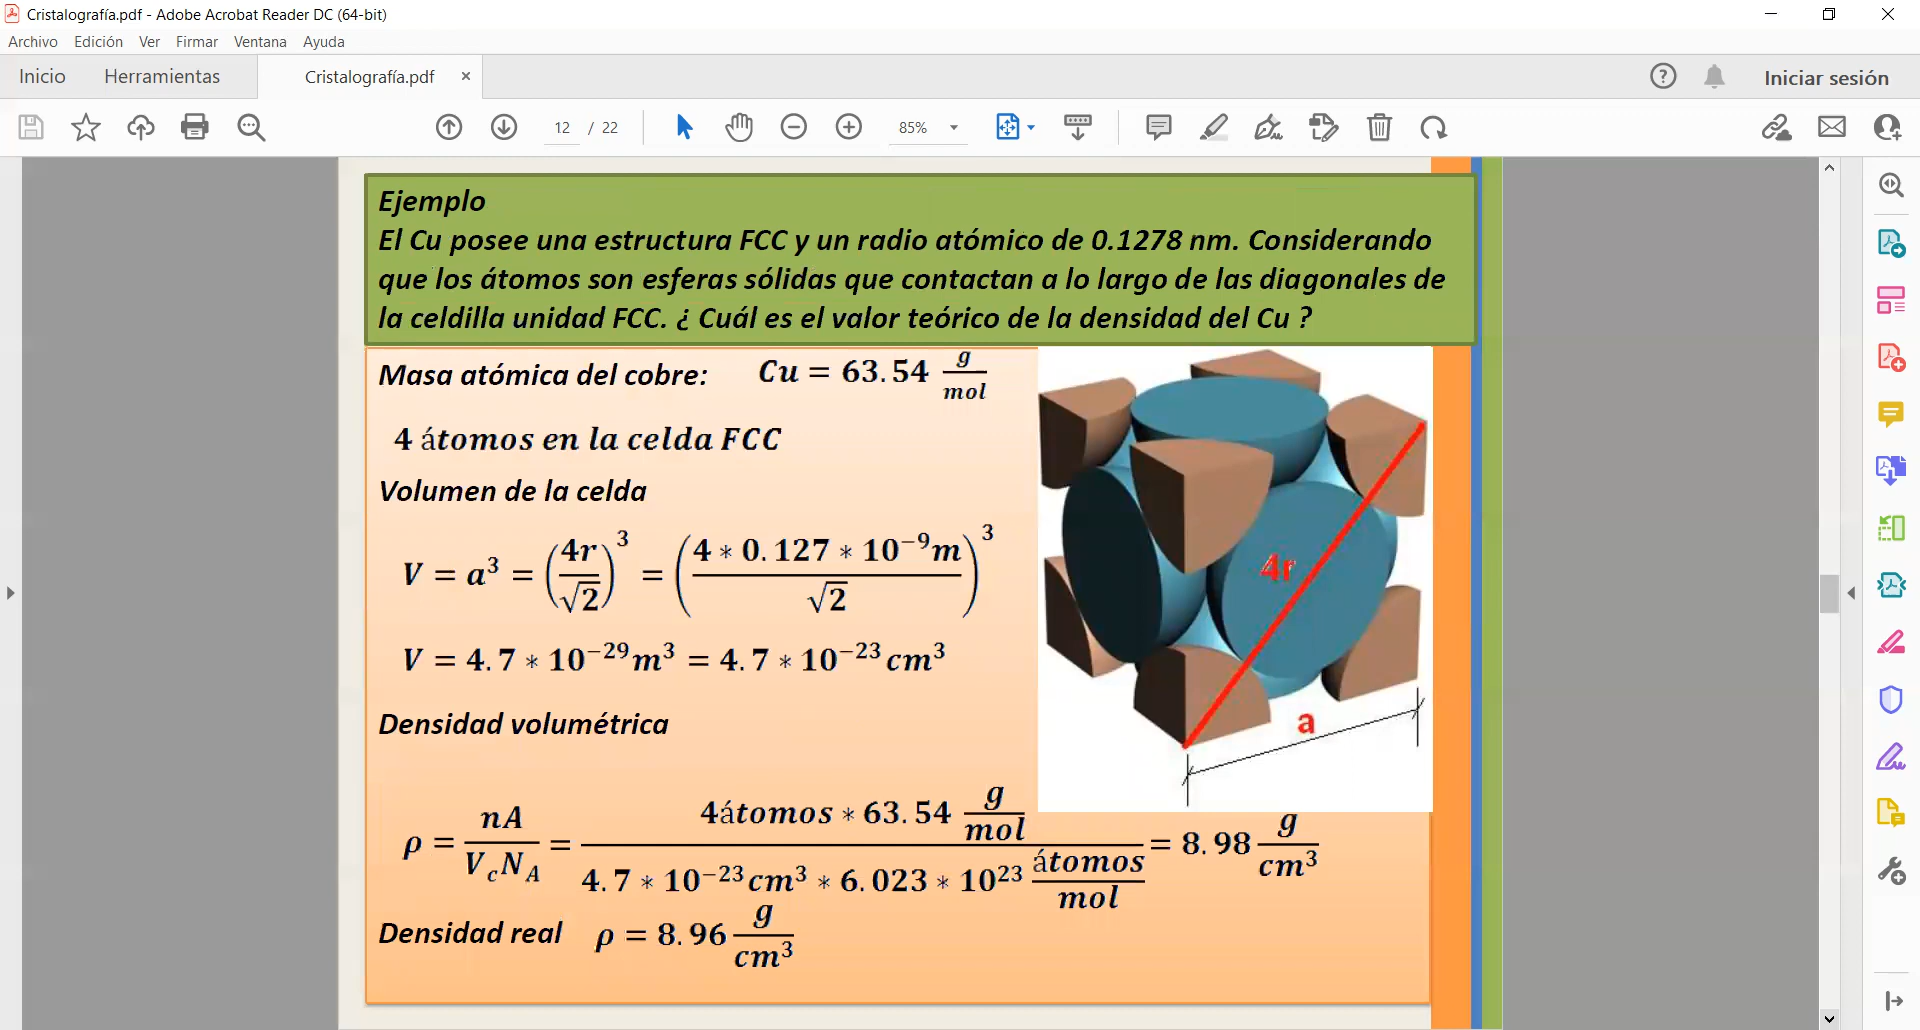 Cristalografía.pdf - Adobe Acrobat Reader DC (64-bit)
Archivo Edición Ver Firmar Ventana Ayuda
Inicio Herramientas Cristalografía.pdf × Iniciar sesión
12 / 22 85%
Ejemplo
El Cu posee una estructura FCC y un radio atómico de 0.1278 nm. Considerando
que los átomos son esferas sólidas que contactan a lo largo de las diagonales de
la celdilla unidad FCC. ¿ Cuál es el valor teórico de la densidad del Cu ?
Masa atómica del cobre: Cu = 63.54 g/mol
4 átomos en la celda FCC
Volumen de la celda
V = a³ = (4r/√2)³ = (4 * 0.127 * 10⁻⁹m/√2)³
V = 4.7 * 10⁻²⁹m³ = 4.7 * 10⁻²³cm³
4r
a
Densidad volumétrica
ρ = nA/V_cN_A = 4átomos * 63.54 g/mol / 4.7 * 10⁻²³cm³ * 6.023 * 10²³ átomos/mol = 8.98 g/cm³
Densidad real ρ = 8.96 g/cm³